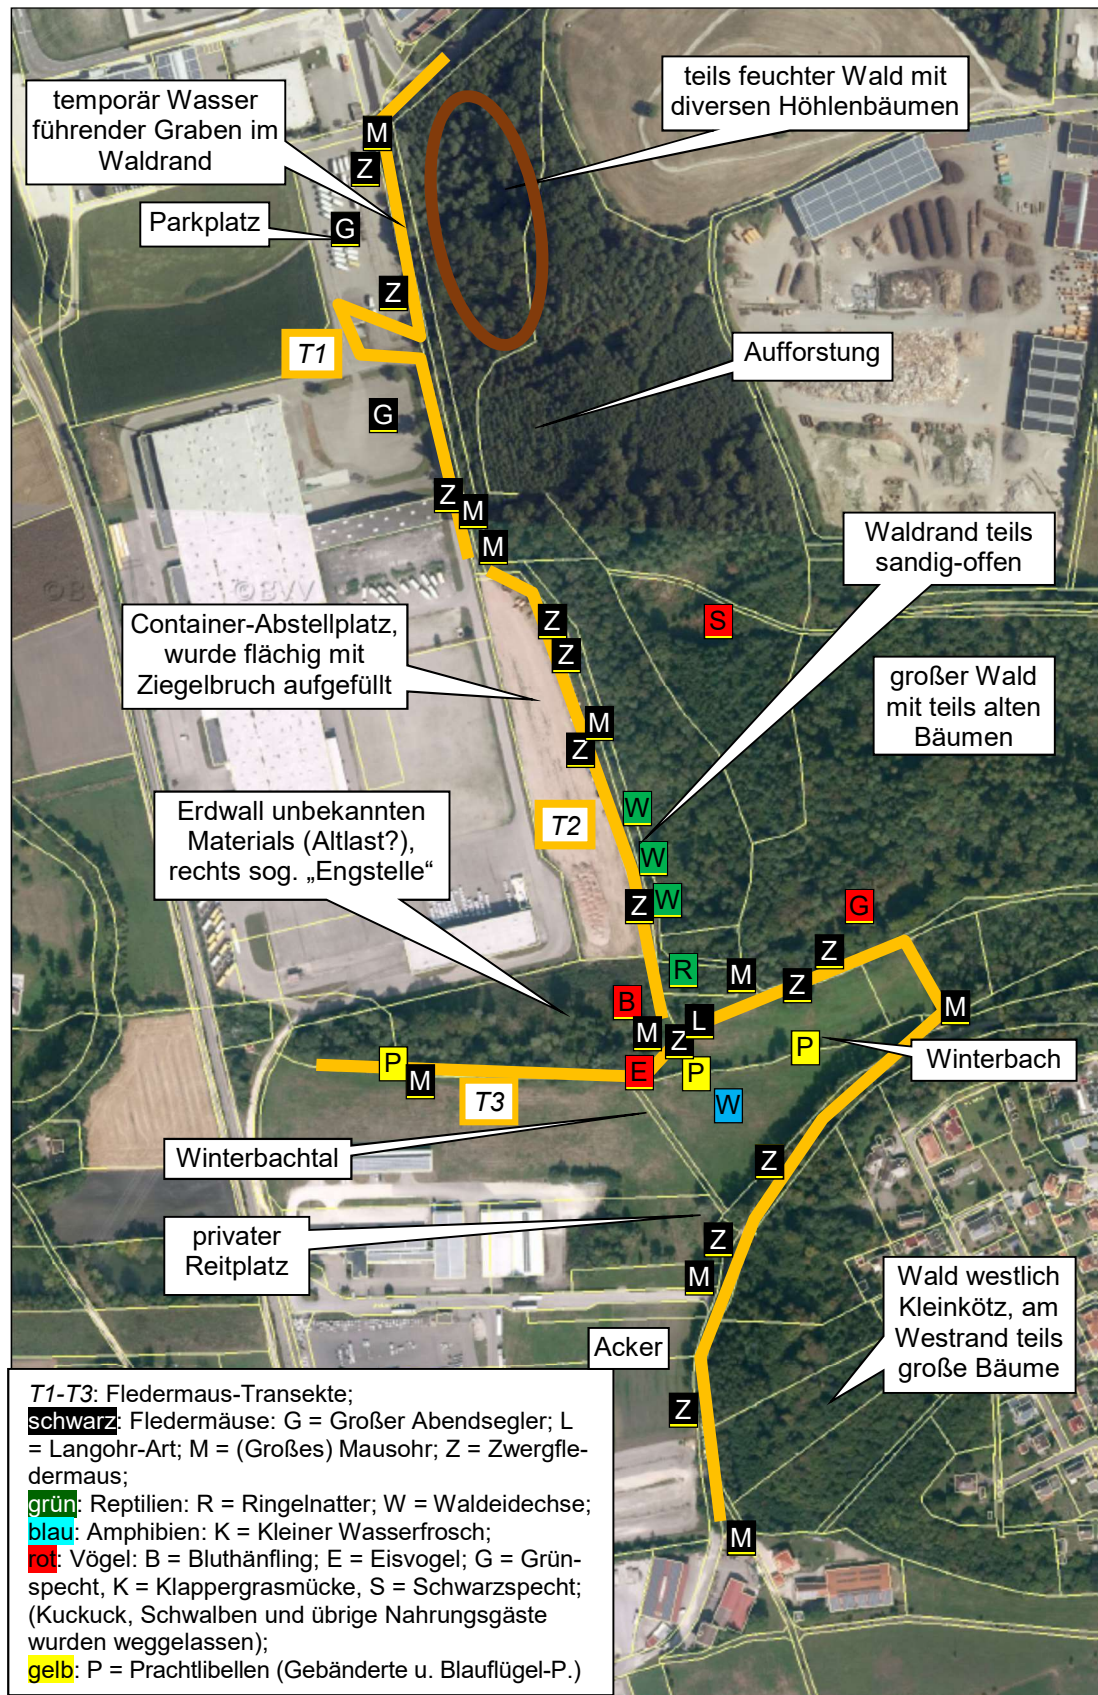 temporär Wasser
führender Graben im
Waldrand
teils feuchter Wald mit
diversen Höhlenbäumen
M
Z
Parkplatz
G
Z
T1
Aufforstung
G
Z
M
M
Waldrand teils
sandig-offen
©BVV
©BVV
Container-Abstellplatz,
wurde flächig mit
Ziegelbruch aufgefüllt
Z
S
Z
großer Wald
mit teils alten
Bäumen
M
Z
Erdwall unbekannten
Materials (Altlast?),
rechts sog. „Engstelle“
T2
W
W
W
Z
G
Z
R
M
Z
B
M
L
M
Z
P
Winterbach
P
M
E
P
T3
W
Winterbachtal
Z
privater
Reitplatz
Z
M
Wald westlich
Kleinkötz, am
Westrand teils
große Bäume
Acker
Z
M
T1-T3: Fledermaus-Transekte;
schwarz: Fledermäuse: G = Großer Abendsegler; L
= Langohr-Art; M = (Großes) Mausohr; Z = Zwergfle-
dermaus;
grün: Reptilien: R = Ringelnatter; W = Waldeidechse;
blau: Amphibien: K = Kleiner Wasserfrosch;
rot: Vögel: B = Bluthänfling; E = Eisvogel; G = Grün-
specht, K = Klappergrasmücke, S = Schwarzspecht;
(Kuckuck, Schwalben und übrige Nahrungsgäste
wurden weggelassen);
gelb: P = Prachtlibellen (Gebänderte u. Blauflügel-P.)